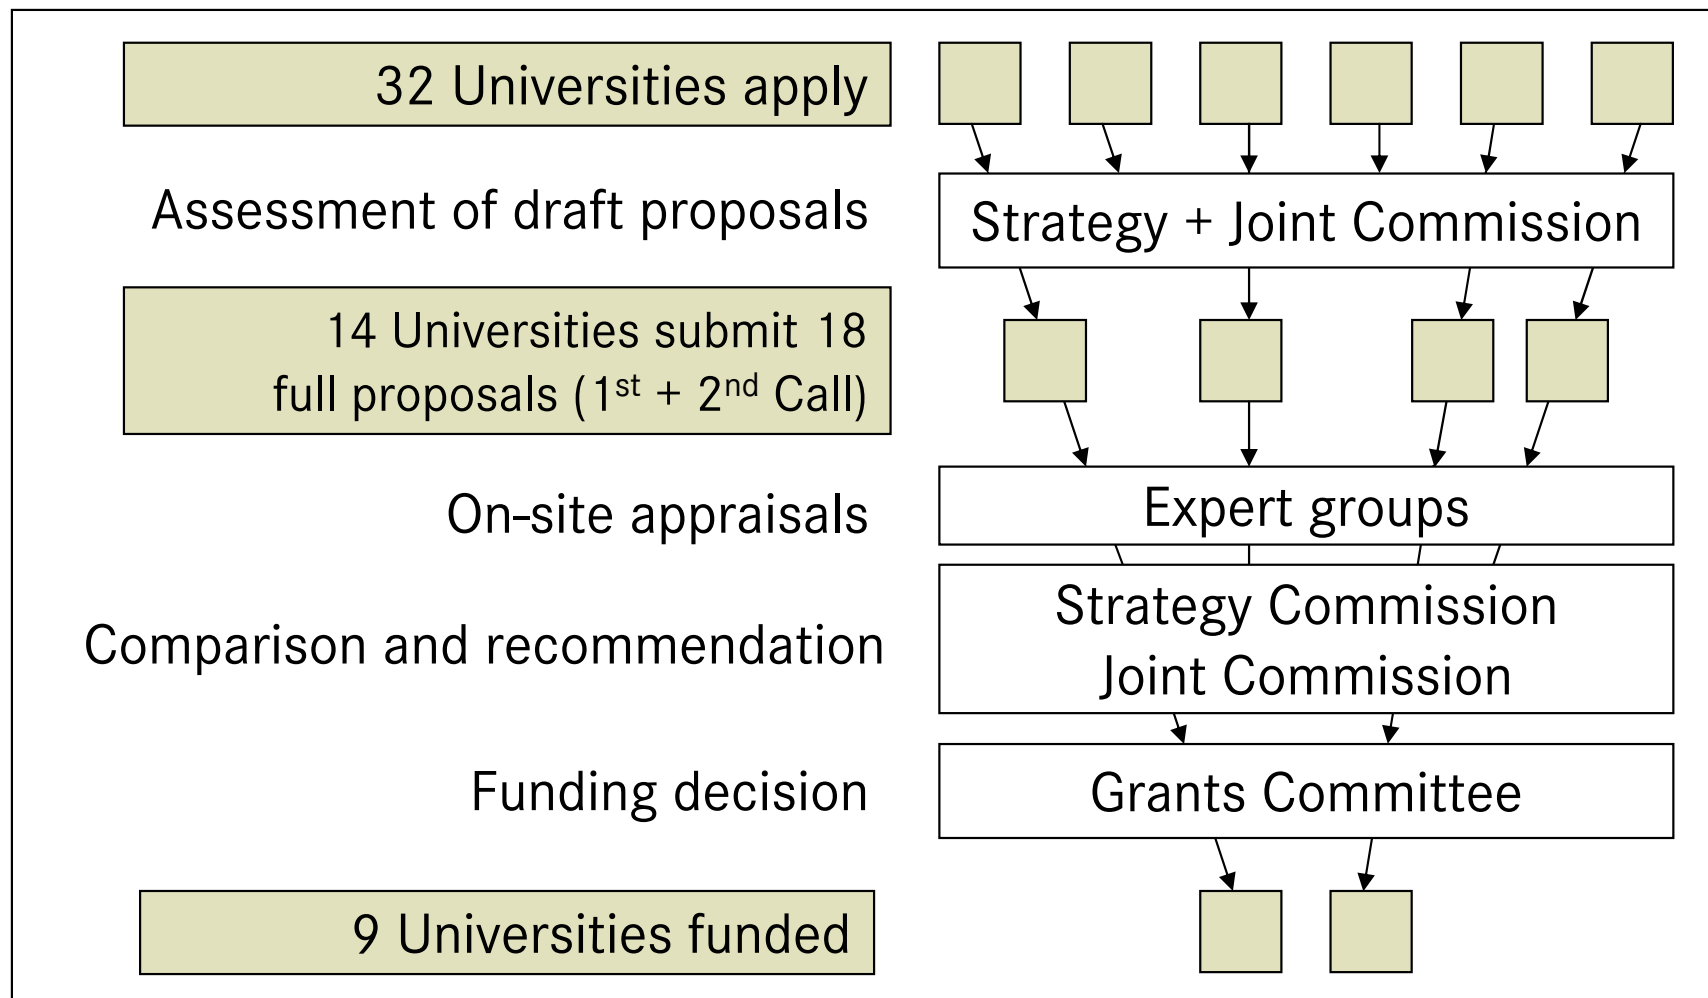 32 Universities apply
Assessment of draft proposals
Strategy + Joint Commission
14 Universities submit 18
full proposals (1st + 2nd Call)
On-site appraisals
Expert groups
Comparison and recommendation
Strategy Commission
Joint Commission
Funding decision
Grants Committee
9 Universities funded